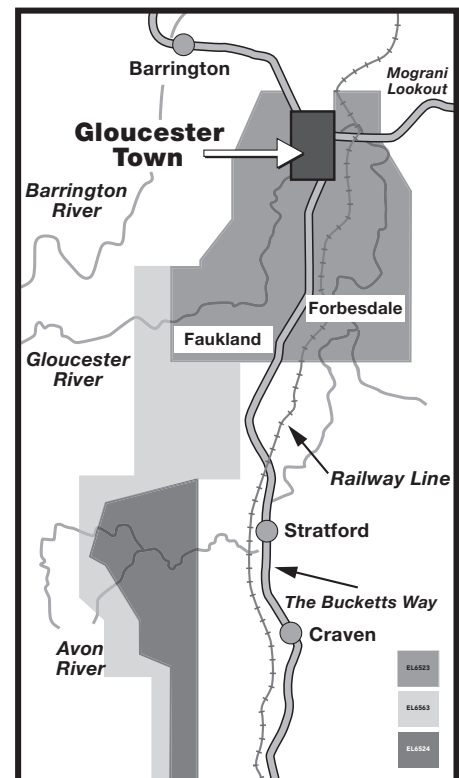 Barrington
Mograni
Lookout
Gloucester
Town
Barrington
River
Forbesdale
Faukland
Gloucester
River
Railway Line
Stratford
The Bucketts Way
Craven
Avon
River
EL6523
EL6563
EL6524